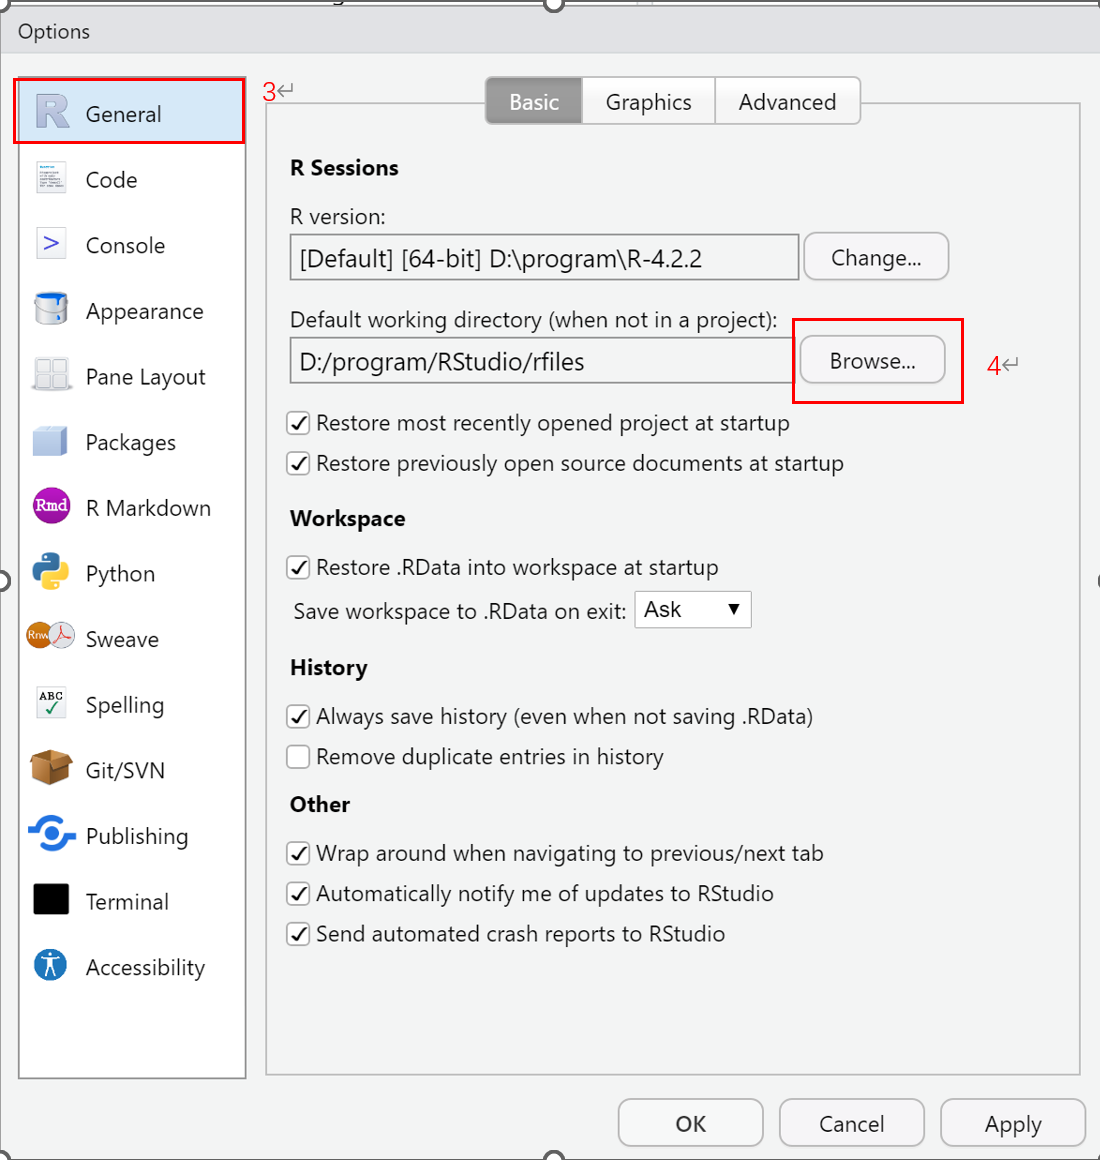 Options
General
Code
Console
Appearance
Pane Layout
Packages
Rmd R Markdown
Python
Rnw Sweave
ABC Spelling
Git/SVN
Publishing
Terminal
Accessibility
3↵
Basic Graphics Advanced
R Sessions
R version:
[Default] [64-bit] D:\program\R-4.2.2 Change...
Default working directory (when not in a project):
D:/program/RStudio/rfiles Browse... 4↵
Restore most recently opened project at startup
Restore previously open source documents at startup
Workspace
Restore .RData into workspace at startup
Save workspace to .RData on exit: Ask
History
Always save history (even when not saving .RData)
Remove duplicate entries in history
Other
Wrap around when navigating to previous/next tab
Automatically notify me of updates to RStudio
Send automated crash reports to RStudio
OK Cancel Apply